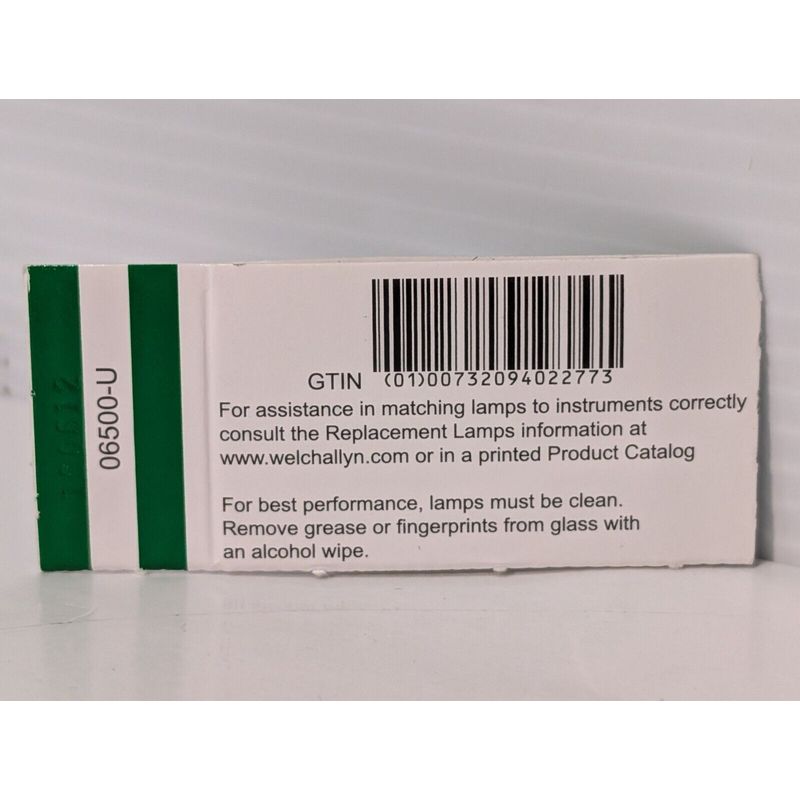 06500-U
GTIN (01)00732094022773
For assistance in matching lamps to instruments correctly
consult the Replacement Lamps information at
www.welchallyn.com or in a printed Product Catalog
For best performance, lamps must be clean.
Remove grease or fingerprints from glass with
an alcohol wipe.